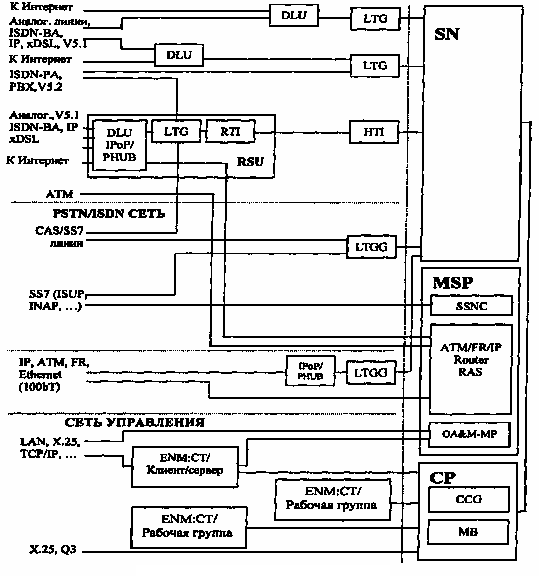 К Интернет
Аналог. линии,
ISDN-BA,
IP, xDSL, V5.1
К Интернет
ISDN-PA,
PBX,V5.2
DLU
LTG
SN
DLU
LTG
Аналог.,V5.1
ISDN-BA, IP
xDSL
К Интернет
DLU
IPoP/
PHUB
LTG
RTI
RSU
HTI
ATM
PSTN/ISDN СЕТЬ
CAS/SS7
линии
LTGG
SS7 (ISUP,
INAP, ...)
MSP
SSNC
ATM/FR/IP
Router
RAS
IP, ATM, FR,
Ethernet
(100bT)
IPoP/
PHUB
LTGG
СЕТЬ УПРАВЛЕНИЯ
LAN, X.25,
TCP/IP, ...
OA&M-MP
ENM:CT/
Клиент/сервер
CP
CCG
MB
ENM:CT/
Рабочая группа
ENM:CT/
Рабочая группа
X.25, Q3